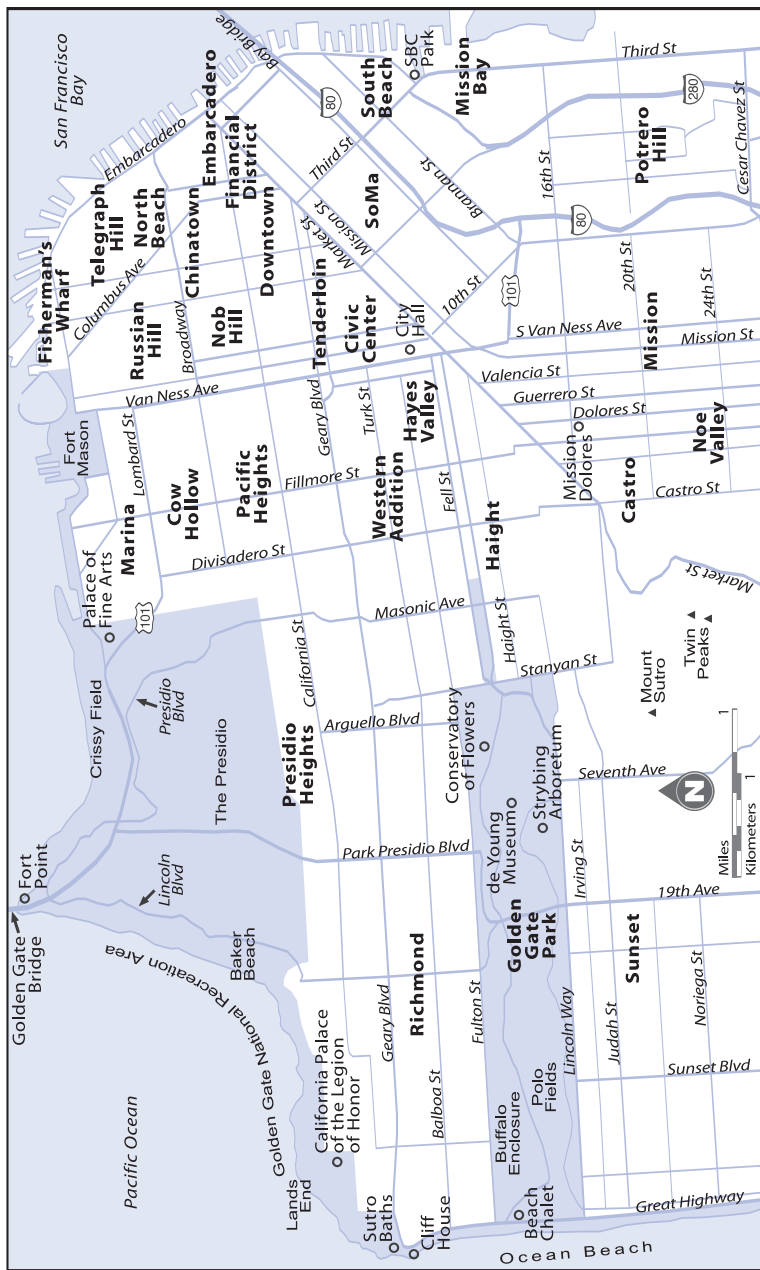 San Francisco
Bay
Bay Bridge
Embarcadero
Fisherman's
Wharf
Telegraph
Hill
North
Beach
Columbus Ave
Chinatown
Embarcadero
Financial
District
Downtown
Russian
Hill
Broadway
Nob
Hill
Van Ness Ave
Tenderloin
Civic
Center
City
Hall
Third St
Market St
Mission St
SoMa
80
South
Beach
SBC
Park
Mission
Bay
Third St
280
Brannan St
10th St
101
80
16th St
Potrero
Hill
Cesar Chavez St
20th St
24th St
S Van Ness Ave
Mission
Mission St
Valencia St
Guerrero St
Dolores St
Mission
Dolores
Noe
Valley
Castro
Castro St
Fort
Mason
Lombard St
Marina
Cow
Hollow
Pacific
Heights
Fillmore St
Geary Blvd
Turk St
Hayes
Valley
Western
Addition
Fell St
Haight
Divisadero St
Palace of
Fine Arts
101
Masonic Ave
California St
Haight St
Stanyan St
Market St
Twin
Peaks
Mount
Sutro
Crissy Field
Presidio
Blvd
The Presidio
Presidio
Heights
Arguello Blvd
Conservatory
of Flowers
Strybing
Arboretum
de Young
Museum
Seventh Ave
Irving St
N
1
1
Miles
Kilometers
Golden Gate
Bridge
Fort
Point
Lincoln
Blvd
Park Presidio Blvd
19th Ave
Baker
Beach
Golden Gate National Recreation Area
Pacific Ocean
Richmond
Geary Blvd
Fulton St
Balboa St
Golden
Gate
Park
Lincoln Way
Sunset
Judah St
Noriega St
Sunset Blvd
California Palace
of the Legion
of Honor
Lands
End
Sutro
Baths
Cliff
House
Buffalo
Enclosure
Polo
Fields
Beach
Chalet
Great Highway
Ocean Beach